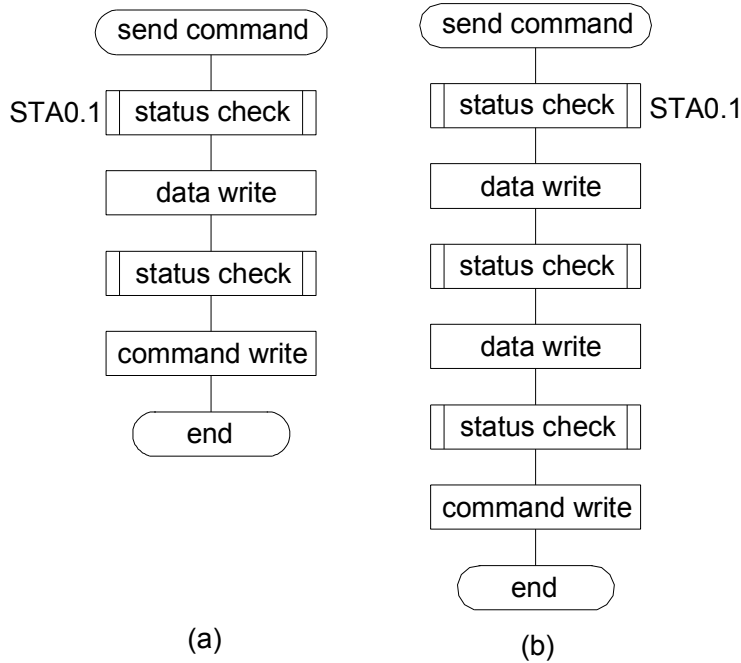 send command
STA0.1
status check
data write
status check
command write
end
(a)
send command
status check
STA0.1
data write
status check
data write
status check
command write
end
(b)